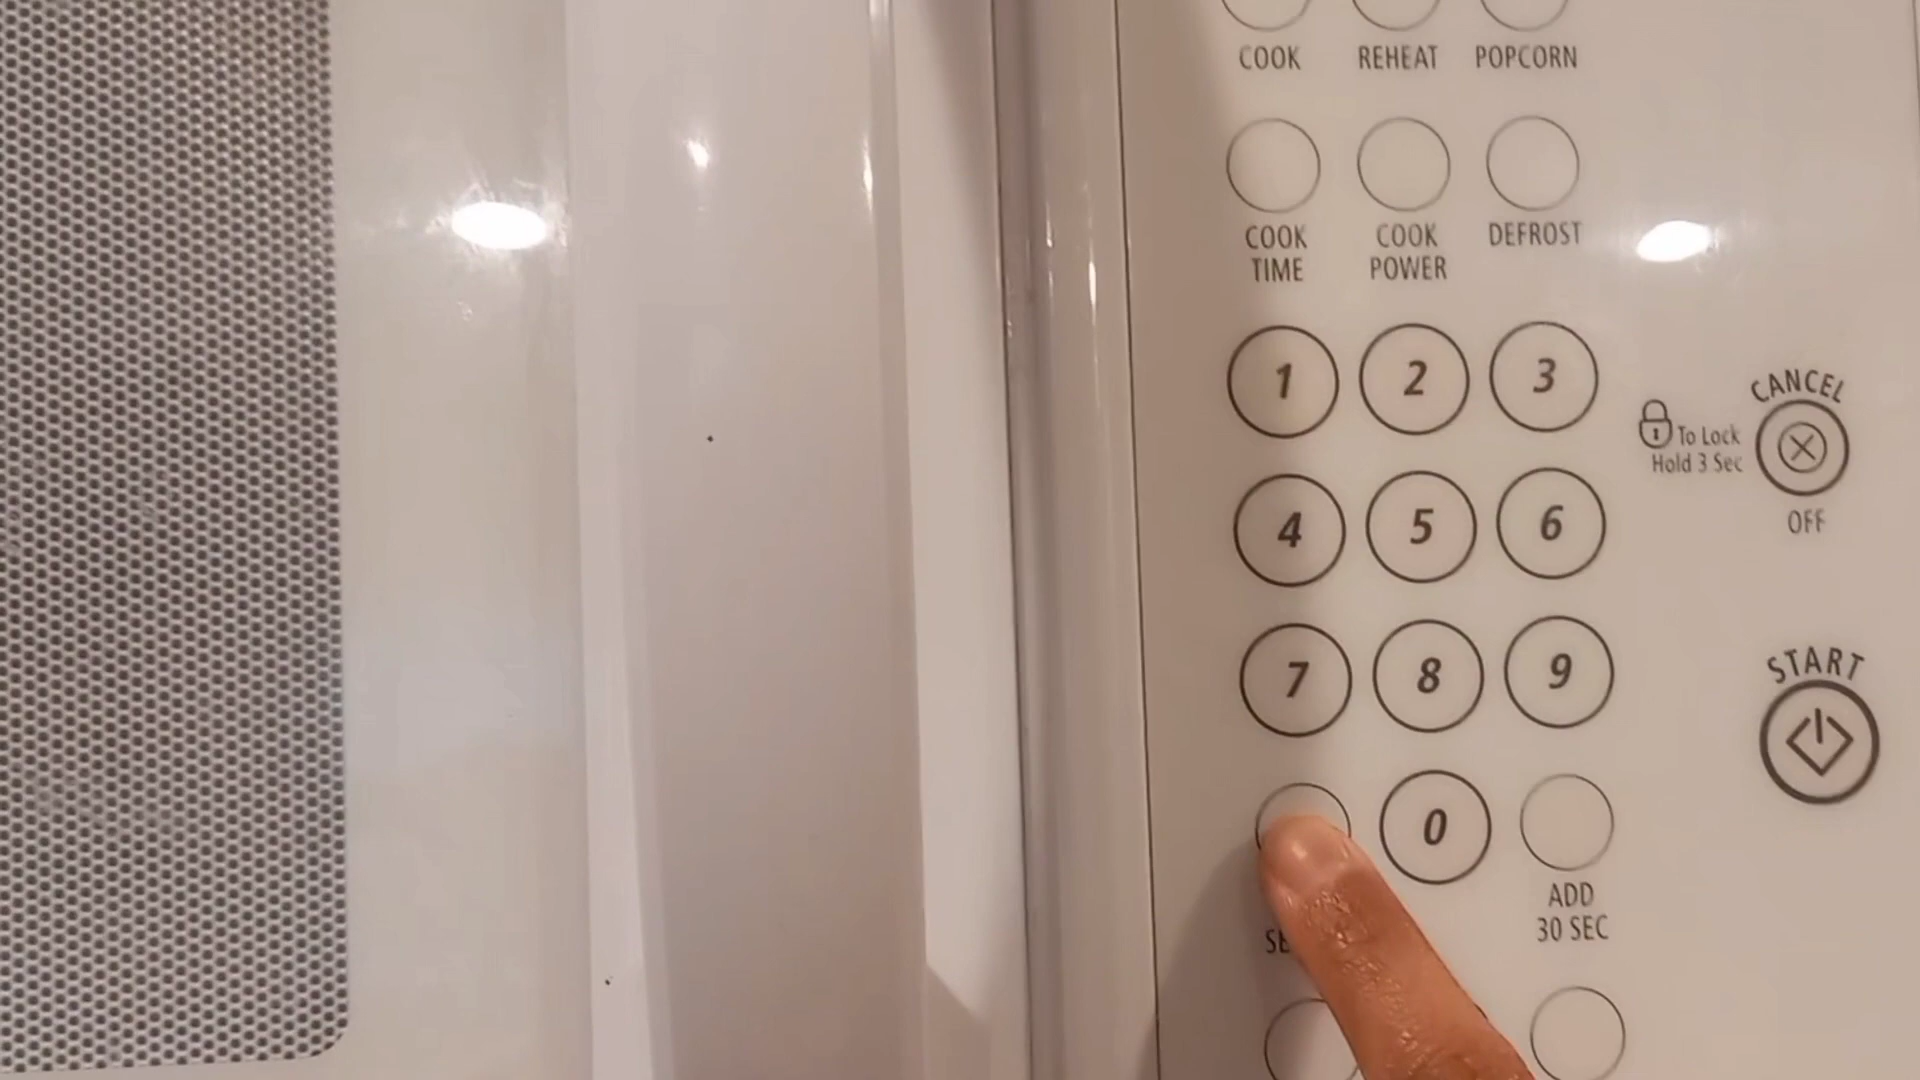 COOK REHEAT POPCORN
COOK TIME
COOK POWER
DEFROST
1 2 3
CANCEL
To Lock
Hold 3 Sec
OFF
4 5 6
START
7 8 9
0
ADD
30 SEC